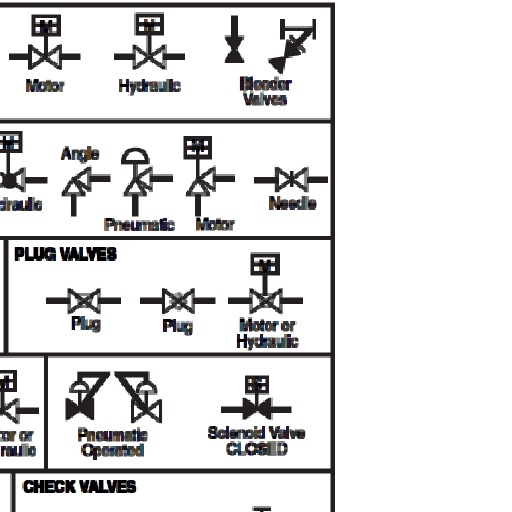 M M
Motor Hydraulic Bleeder
Valves
Angle M
draulic Needle
Pneumatic Motor
PLUG VALVES
M
Plug Plug Motor or
Hydraulic
S
tor or Pneumatic Solenoid Valve
raulic Operated CLOSED
CHECK VALVES